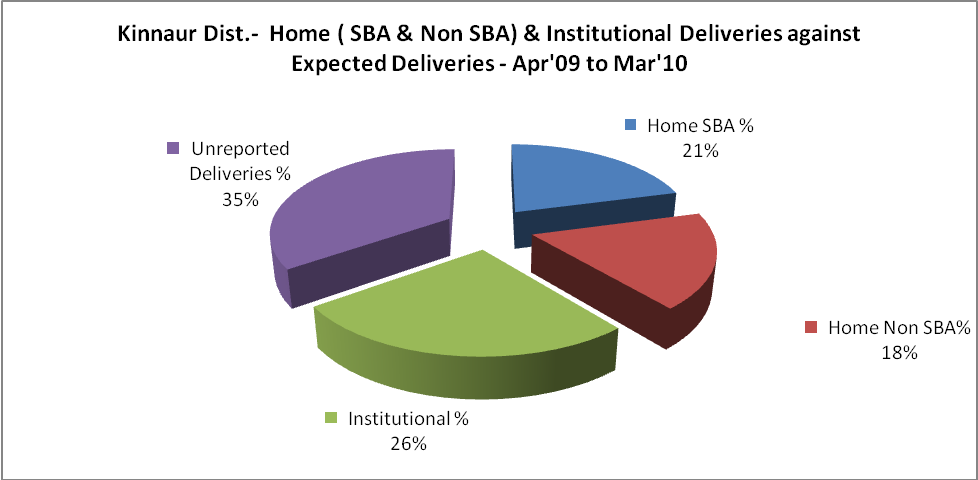 Kinnaur Dist.- Home ( SBA & Non SBA) & Institutional Deliveries against
Expected Deliveries - Apr'09 to Mar'10
Home SBA %
21%
Unreported
Deliveries %
35%
Home Non SBA%
18%
Institutional %
26%